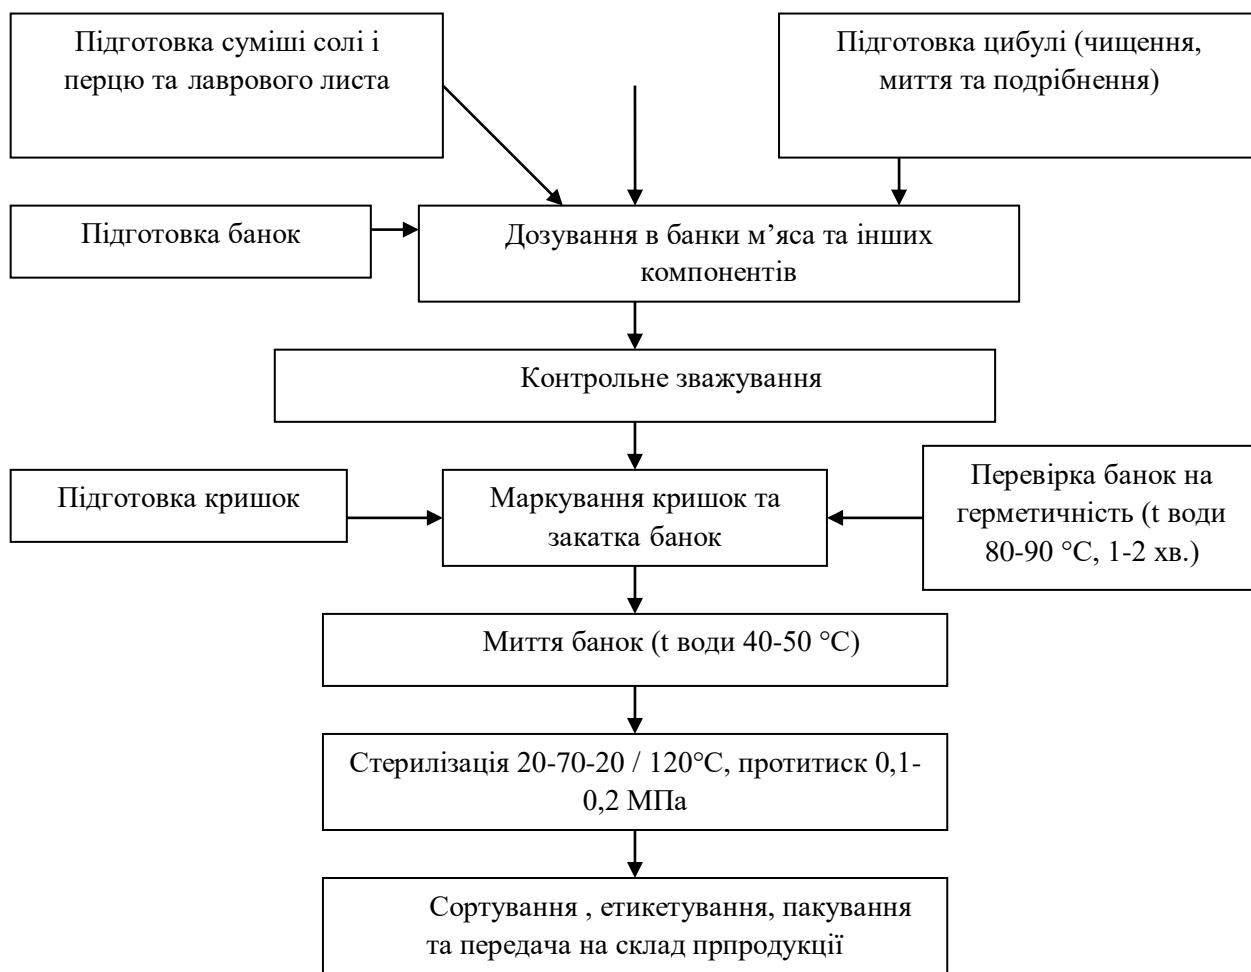 Підготовка суміші солі і
перцю та лаврового листа
Підготовка цибулі (чищення,
миття та подрібнення)
Підготовка банок
Дозування в банки м’яса та інших
компонентів
Контрольне зважування
Підготовка кришок
Маркування кришок та
закатка банок
Перевірка банок на
герметичність (t води
80-90 °С, 1-2 хв.)
Миття банок (t води 40-50 °С)
Стерилізація 20-70-20 / 120°С, протитиск 0,1-
0,2 МПа
Сортування , етикетування, пакування
та передача на склад прпродукції